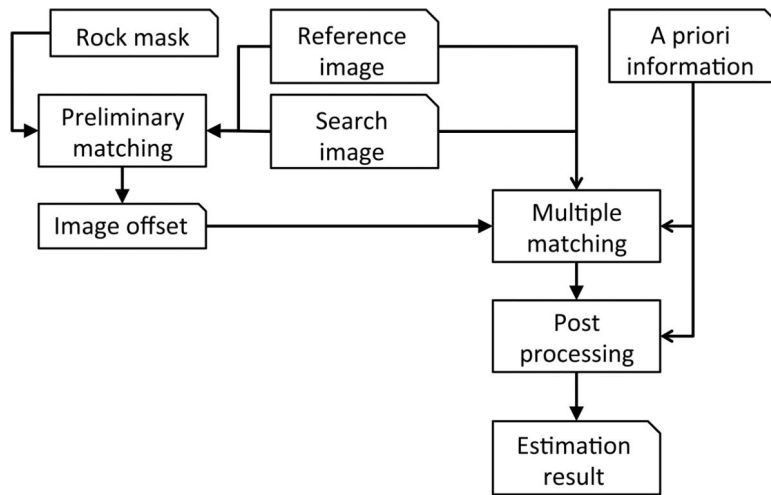 Rock mask
Reference
image
A priori
information
Preliminary
matching
Search
image
Image offset
Multiple
matching
Post
processing
Estimation
result